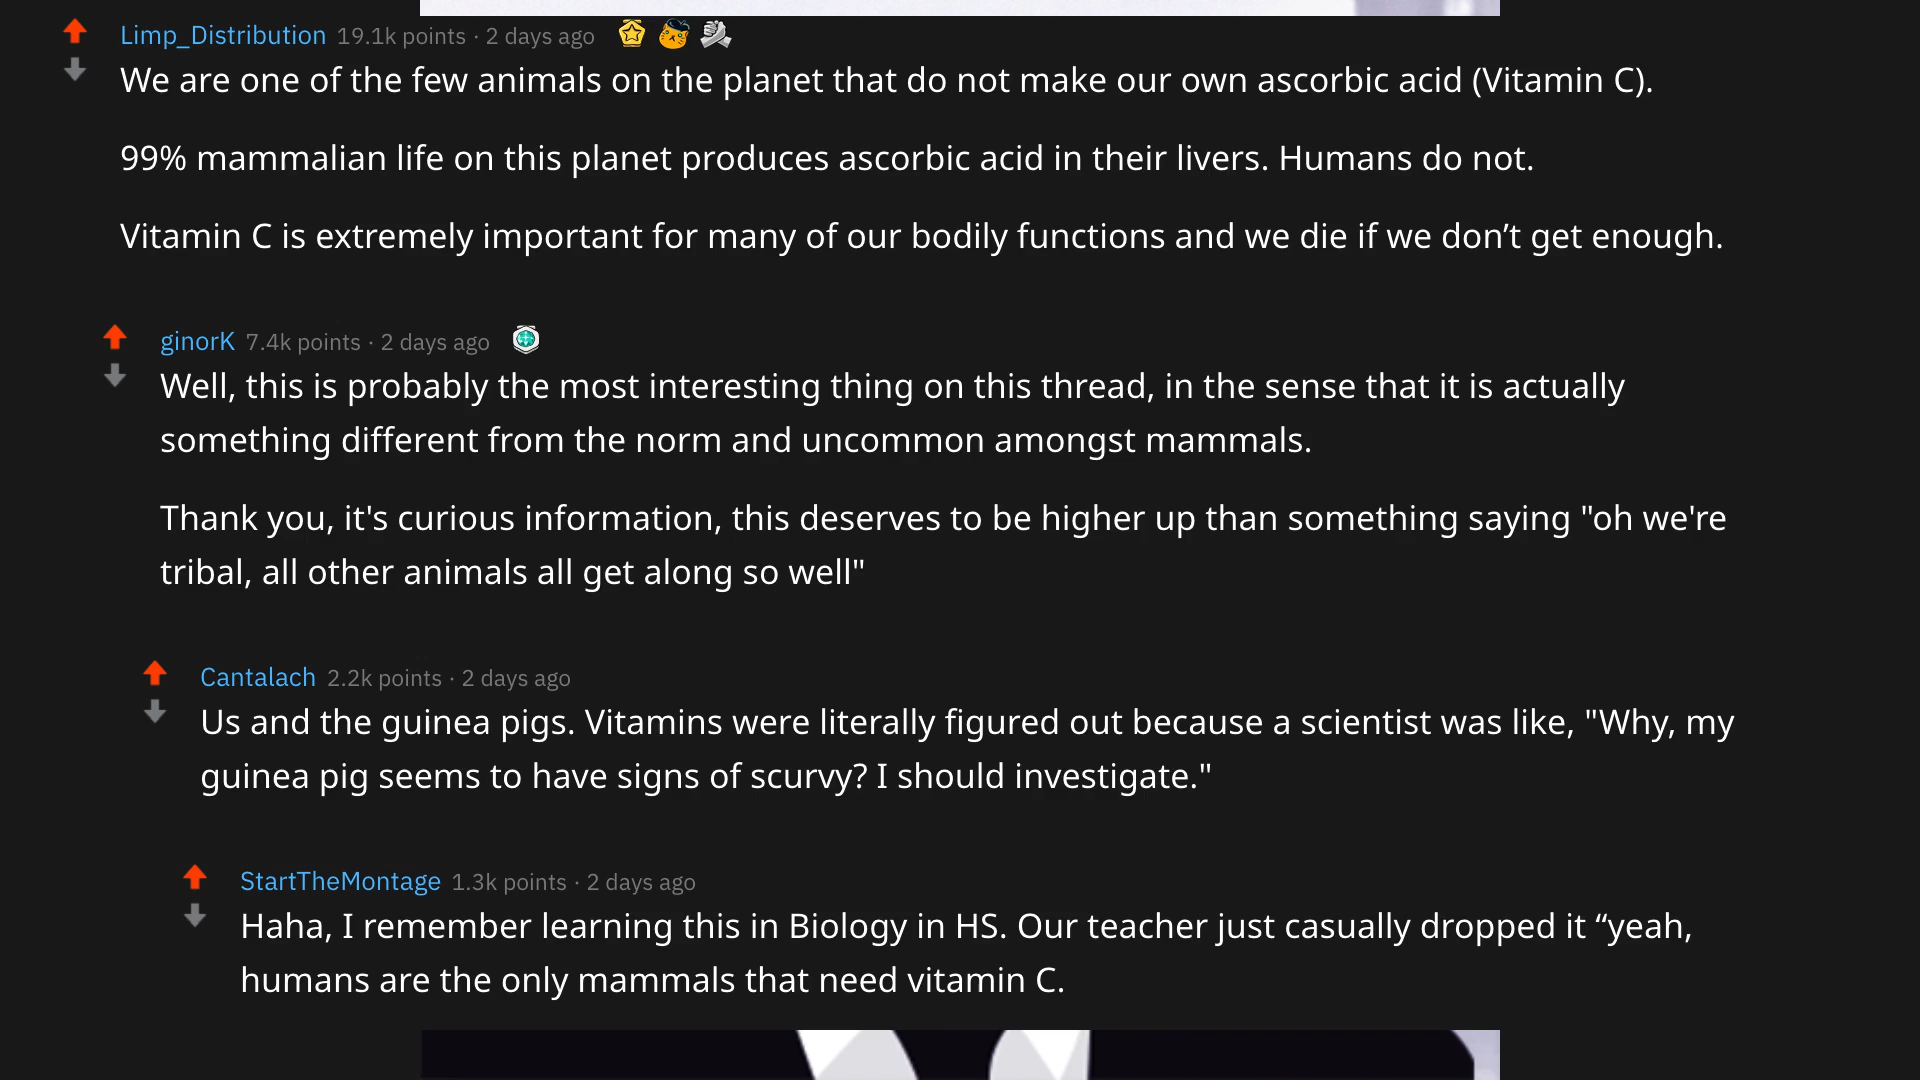 Limp_Distribution 19.1k points · 2 days ago
We are one of the few animals on the planet that do not make our own ascorbic acid (Vitamin C).
99% mammalian life on this planet produces ascorbic acid in their livers. Humans do not.
Vitamin C is extremely important for many of our bodily functions and we die if we don’t get enough.
ginorK 7.4k points · 2 days ago
Well, this is probably the most interesting thing on this thread, in the sense that it is actually
something different from the norm and uncommon amongst mammals.
Thank you, it's curious information, this deserves to be higher up than something saying "oh we're
tribal, all other animals all get along so well"
Cantalach 2.2k points · 2 days ago
Us and the guinea pigs. Vitamins were literally figured out because a scientist was like, "Why, my
guinea pig seems to have signs of scurvy? I should investigate."
StartTheMontage 1.3k points · 2 days ago
Haha, I remember learning this in Biology in HS. Our teacher just casually dropped it “yeah,
humans are the only mammals that need vitamin C.